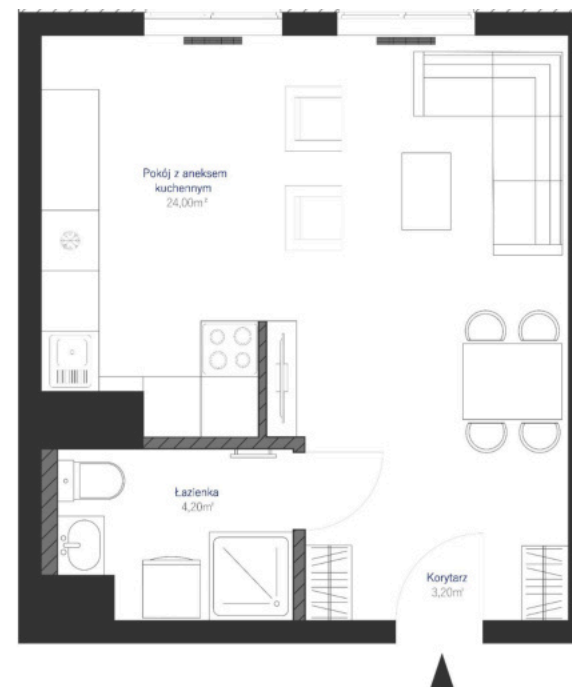 Pokój z aneksem
kuchennym
24,00m²
Łazienka
4,20m²
Korytarz
3,20m²